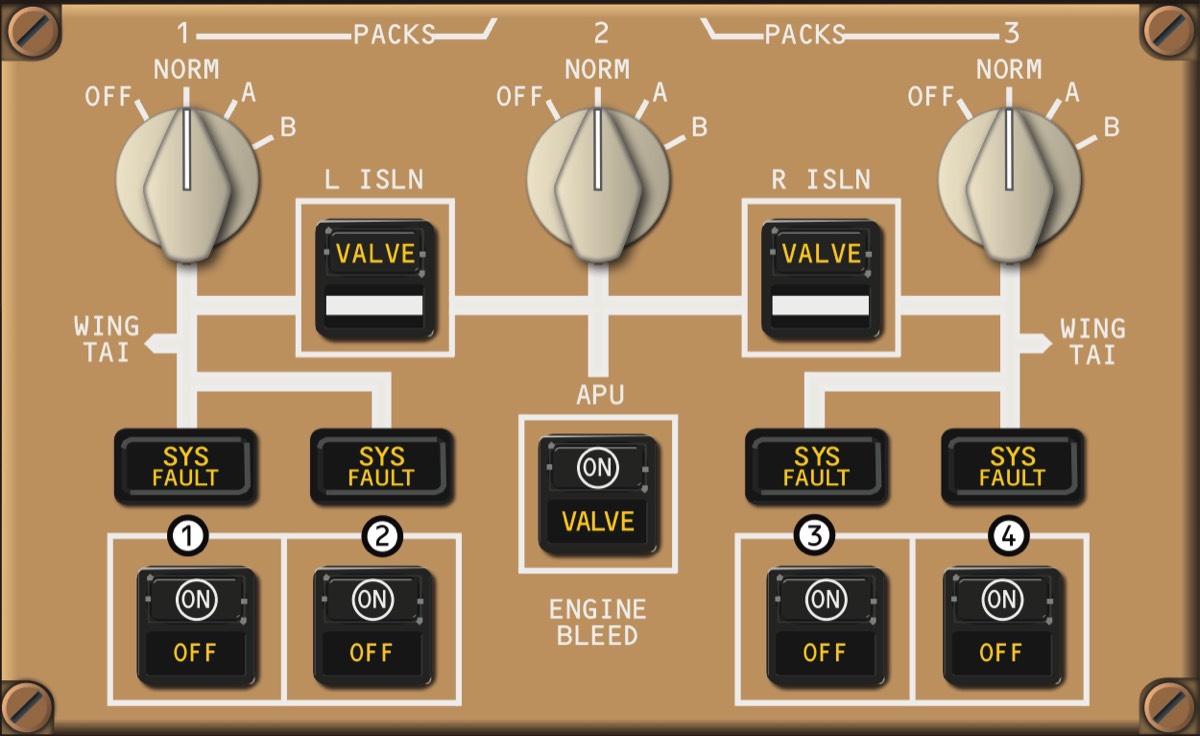 1 PACKS 2 PACKS 3
NORM NORM NORM
OFF A OFF A OFF A
B B B
L ISLN R ISLN
VALVE VALVE
WING WING
TAI TAI
APU
SYS SYS SYS SYS
FAULT FAULT FAULT FAULT
ON
VALVE
1 2 3 4
ON ON ON ON
ENGINE
BLEED
OFF OFF OFF OFF